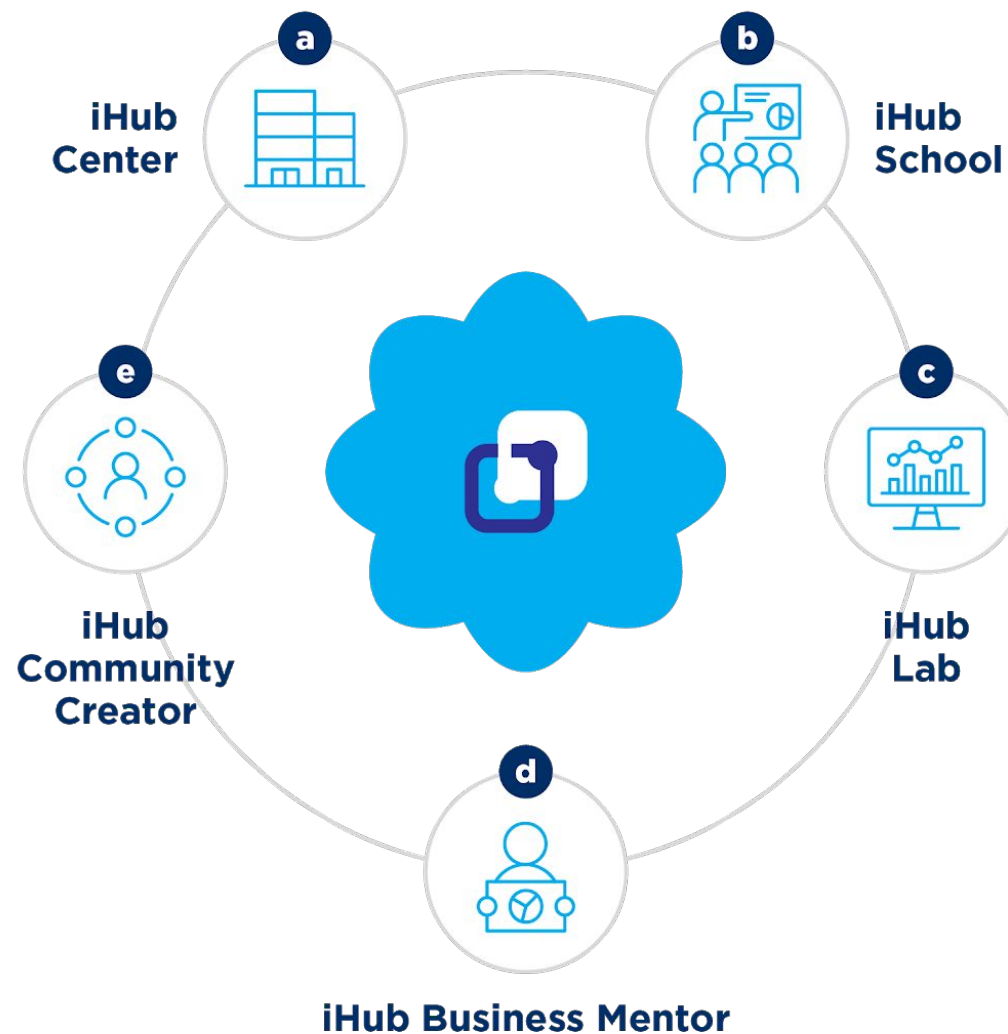 a
iHub
Center
b
iHub
School
c
iHub
Lab
d
iHub Business Mentor
e
iHub
Community
Creator